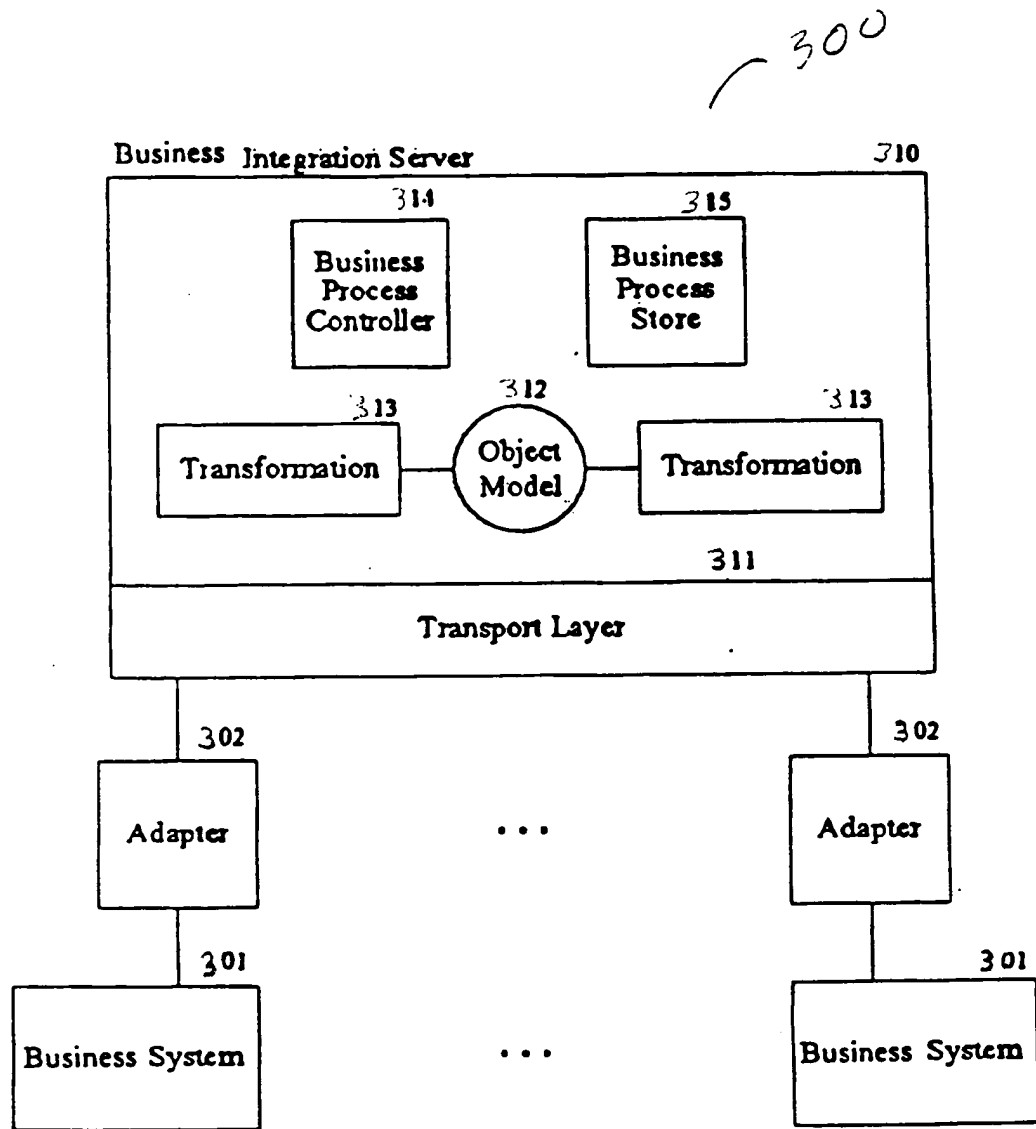 300
Business Integration Server 310
314 315
Business Process Controller
Business Process Store
312
313 313
Transformation
Object Model
Transformation
311
Transport Layer
302 302
Adapter ... Adapter
301 301
Business System ... Business System